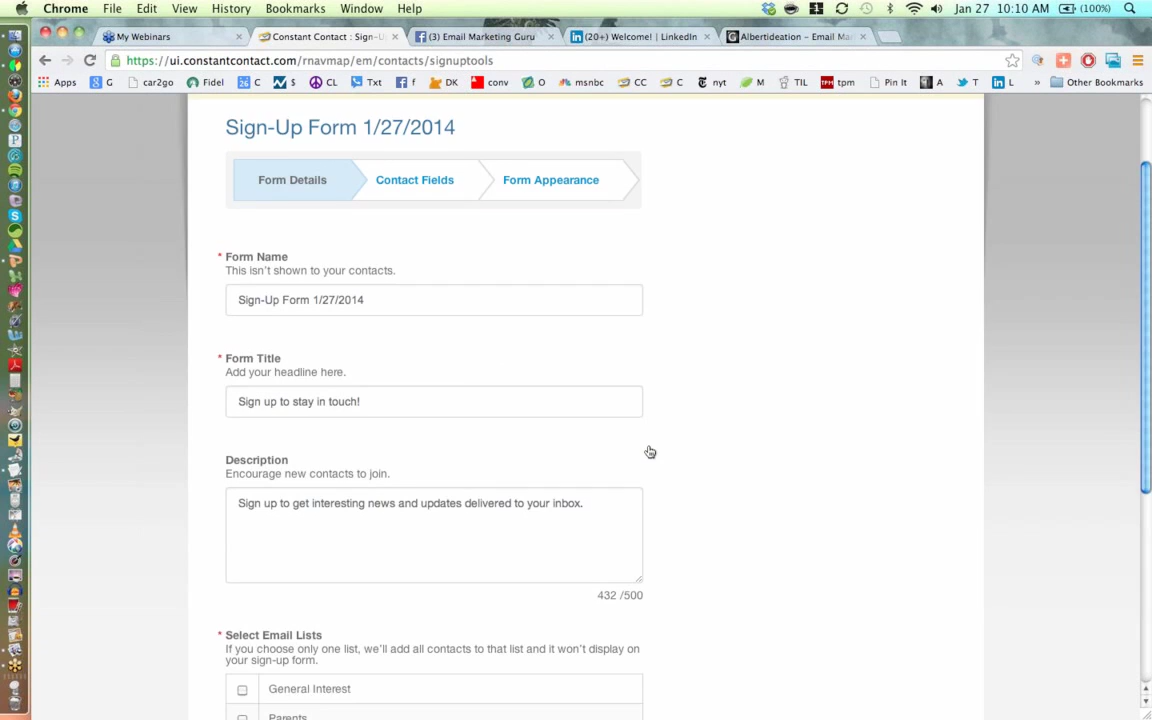 Chrome File Edit View History Bookmarks Window Help Jan 27 10:10 AM (100%)
My Webinars Constant Contact : Sign-U (3) Email Marketing Guru (20+) Welcome! | LinkedIn Albertideation – Email Ma
https://ui.constantcontact.com/rnavmap/em/contacts/signuptools
Apps G car2go Fidel C $ CL Txt f DK conv O msnbc CC C nyt M TIL tpm Pin It A T L » Other Bookmarks
Sign-Up Form 1/27/2014
Form Details Contact Fields Form Appearance
* Form Name
This isn't shown to your contacts.
Sign-Up Form 1/27/2014
* Form Title
Add your headline here.
Sign up to stay in touch!
Description
Encourage new contacts to join.
Sign up to get interesting news and updates delivered to your inbox.
432 /500
* Select Email Lists
If you choose only one list, we'll add all contacts to that list and it won't display on
your sign-up form.
General Interest
Parents